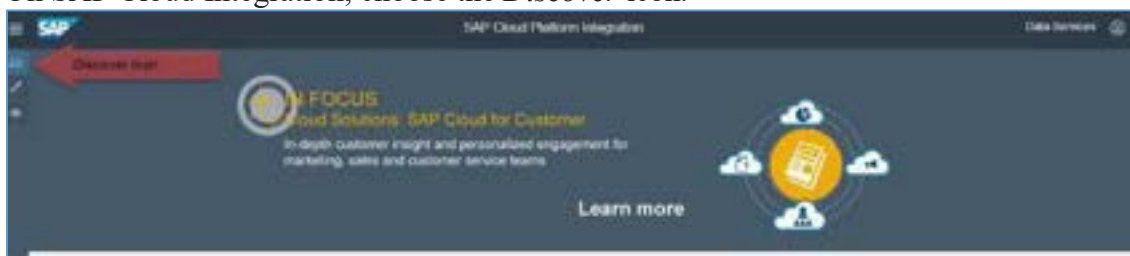 On SAP Cloud Integration, choose the Discover icon.
SAP
SAP Cloud Platform Integration
Data Services
Discover Icon
IN FOCUS
Cloud Solutions: SAP Cloud for Customer
In-depth customer insight and personalized engagement for
marketing, sales and customer service teams
Learn more